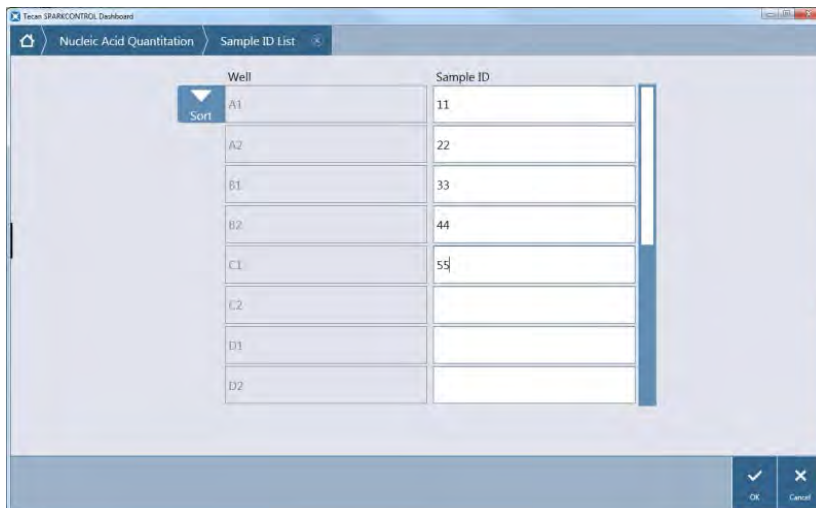 Tecan SPARKCONTROL Dashboard
Nucleic Acid Quantitation Sample ID List
Well Sample ID
Sort
A1 11
A2 22
B1 33
B2 44
C1 55
C2
D1
D2
OK Cancel